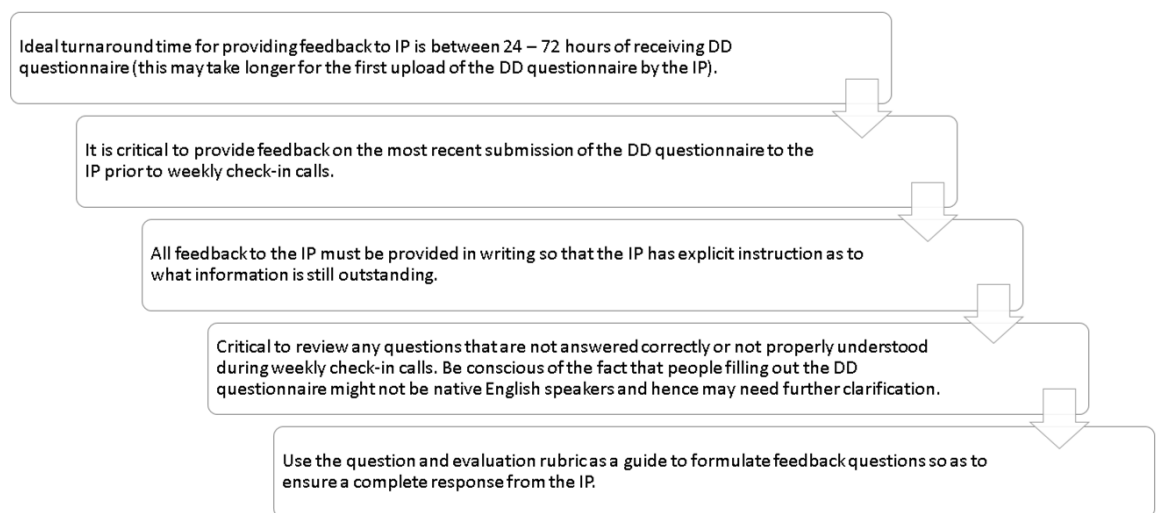 Ideal turnaround time for providing feedback to IP is between 24 – 72 hours of receiving DD
questionnaire (this may take longer for the first upload of the DD questionnaire by the IP).
It is critical to provide feedback on the most recent submission of the DD questionnaire to the
IP prior to weekly check-in calls.
All feedback to the IP must be provided in writing so that the IP has explicit instruction as to
what information is still outstanding.
Critical to review any questions that are not answered correctly or not properly understood
during weekly check-in calls. Be conscious of the fact that people filling out the DD
questionnaire might not be native English speakers and hence may need further clarification.
Use the question and evaluation rubric as a guide to formulate feedback questions so as to
ensure a complete response from the IP.